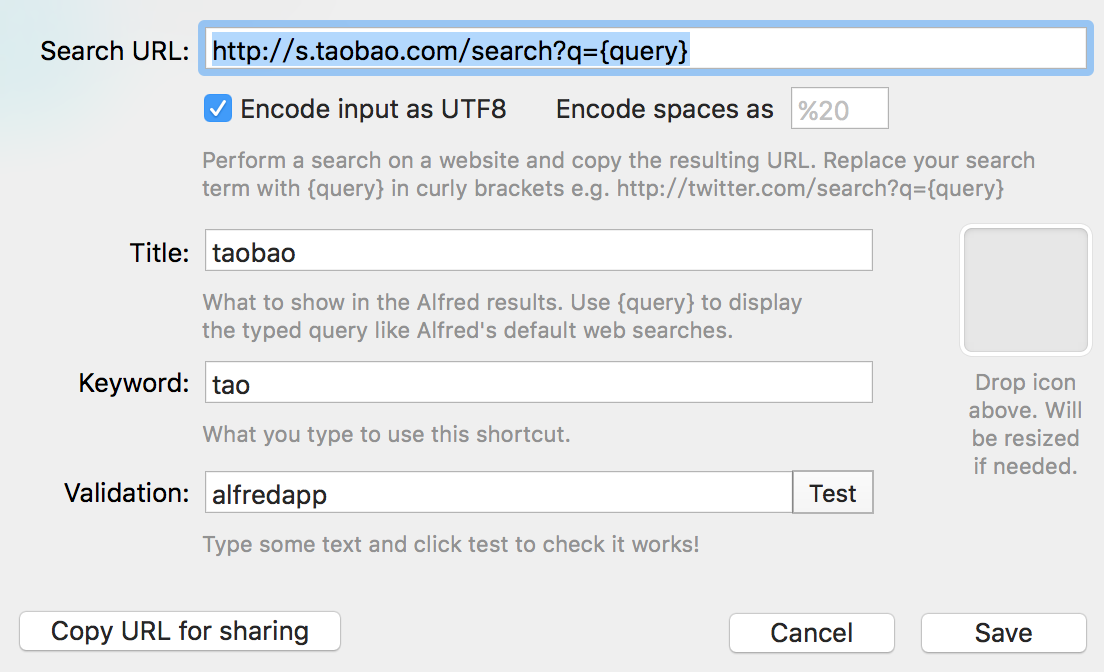 Search URL: http://s.taobao.com/search?q={query}
Encode input as UTF8 Encode spaces as %20
Perform a search on a website and copy the resulting URL. Replace your search
term with {query} in curly brackets e.g. http://twitter.com/search?q={query}
Title: taobao
What to show in the Alfred results. Use {query} to display
the typed query like Alfred's default web searches.
Keyword: tao
What you type to use this shortcut.
Drop icon
above. Will
be resized
if needed.
Validation: alfredapp Test
Type some text and click test to check it works!
Copy URL for sharing Cancel Save